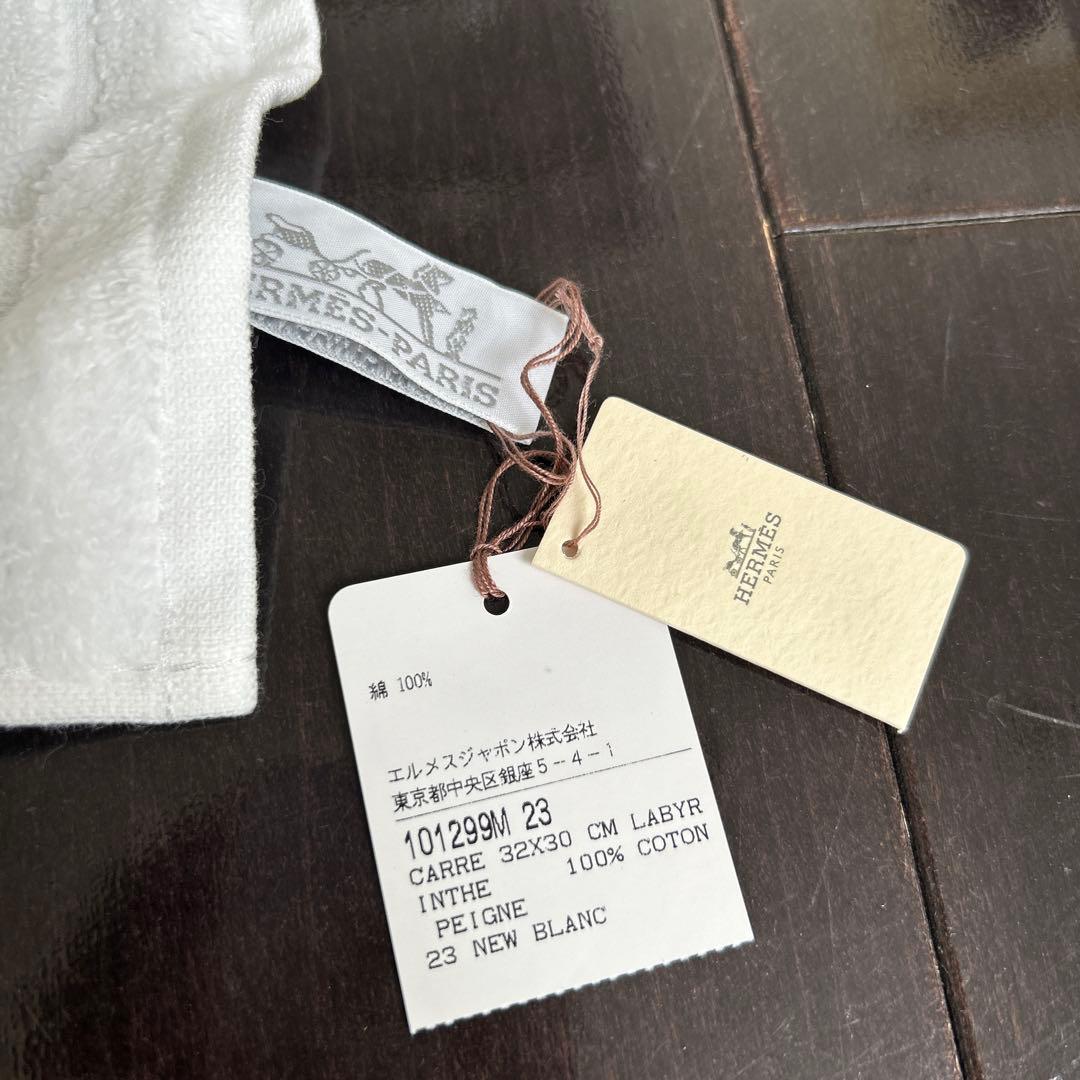 ERMĒS-PARIS
HERMĒS
PARIS
綿 100%
エルメスジャポン株式会社
東京都中央区銀座5-4-1
101299M 23
CARRE 32X30 CM LABYR
INTHE 100% COTON
PEIGNE
23 NEW BLANC